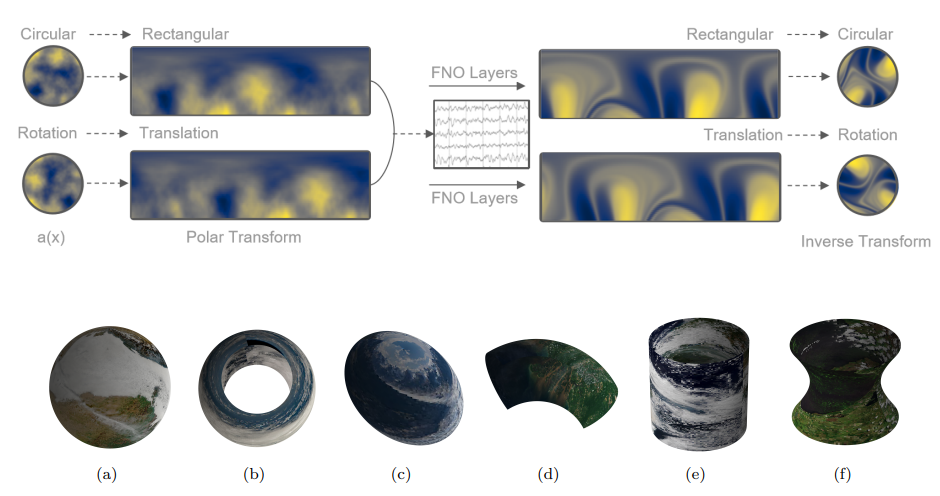 Circular Rectangular Rectangular Circular
FNO Layers
Rotation Translation Translation Rotation
FNO Layers
a(x) Polar Transform Inverse Transform
(a) (b) (c) (d) (e) (f)